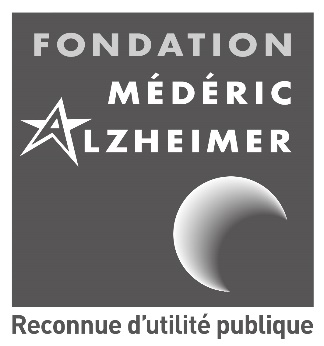 FONDATION
MÉDÉRIC
ALZHEIMER
Reconnue d'utilité publique